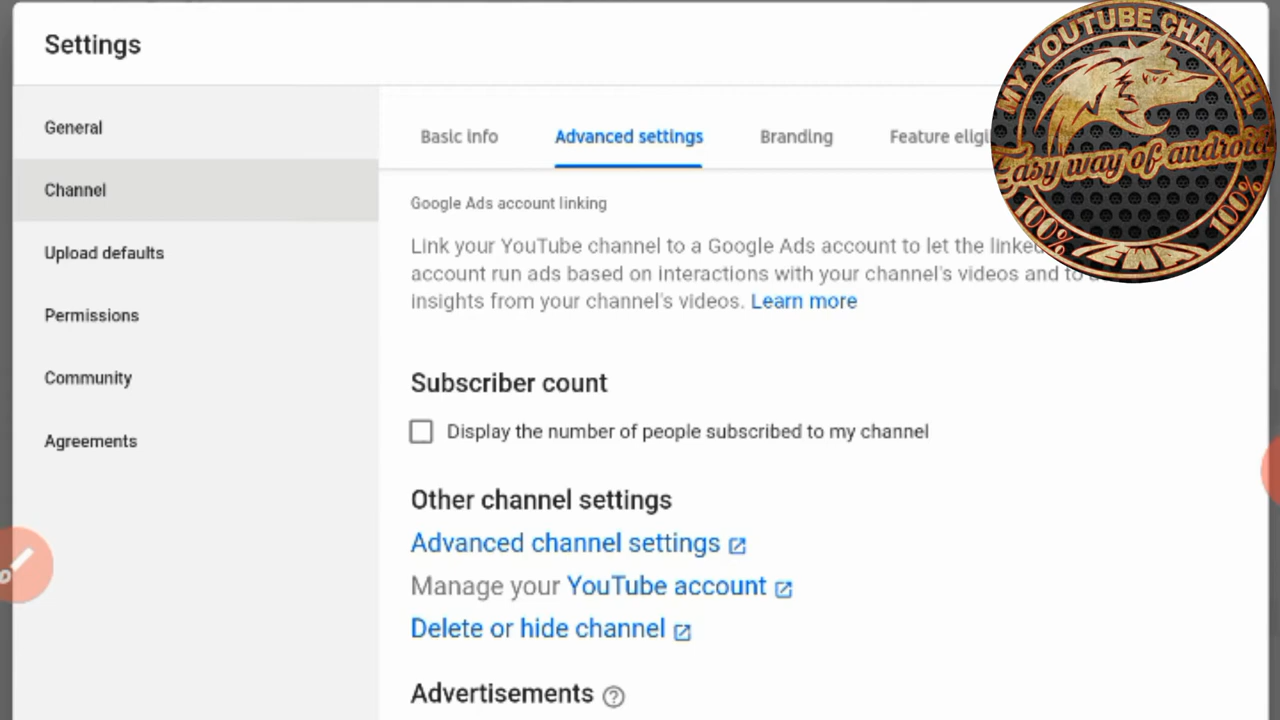 Settings
General
Channel
Upload defaults
Permissions
Community
Agreements
Basic info
Advanced settings
Branding
Feature
Google Ads account linking
Link your YouTube channel to a Google Ads account to let the
account run ads based on interactions with your channel's videos and to
insights from your channel's videos. Learn more
Subscriber count
Display the number of people subscribed to my channel
Other channel settings
Advanced channel settings
Manage your YouTube account
Delete or hide channel
Advertisements
MY YOUTUBE CHANNEL
Easy way of android
100% 100%